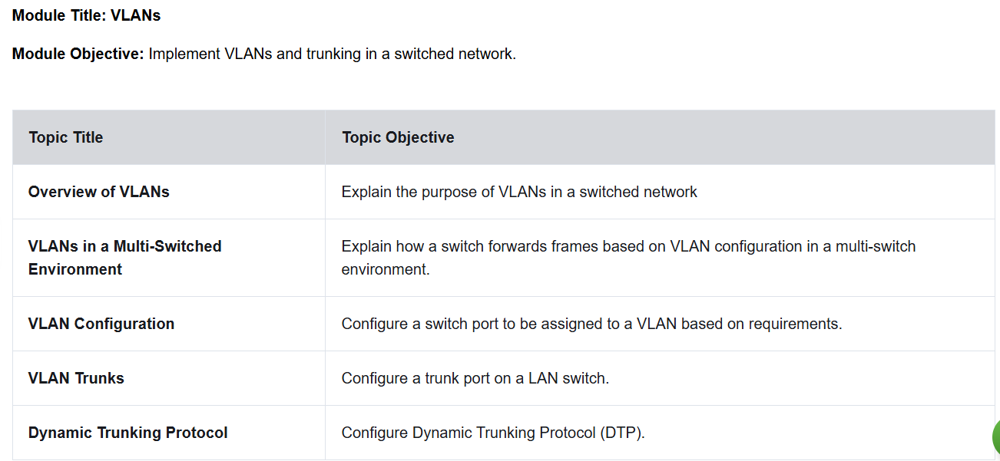 Module Title: VLANs
Module Objective: Implement VLANs and trunking in a switched network.
Topic Title
Topic Objective
Overview of VLANs
Explain the purpose of VLANs in a switched network
VLANs in a Multi-Switched
Environment
Explain how a switch forwards frames based on VLAN configuration in a multi-switch
environment.
VLAN Configuration
Configure a switch port to be assigned to a VLAN based on requirements.
VLAN Trunks
Configure a trunk port on a LAN switch.
Dynamic Trunking Protocol
Configure Dynamic Trunking Protocol (DTP).